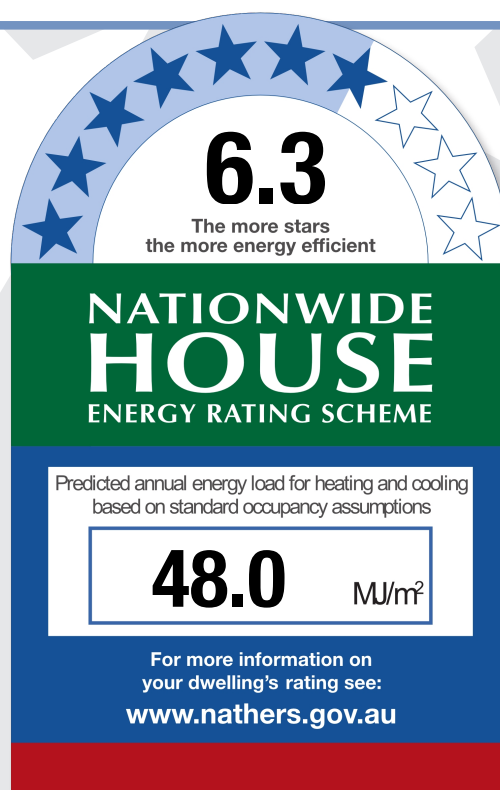 6.3
The more stars
the more energy efficient
NATIONWIDE
HOUSE
ENERGY RATING SCHEME
Predicted annual energy load for heating and cooling
based on standard occupancy assumptions
48.0 MJ/m²
For more information on
your dwelling's rating see:
www.nathers.gov.au